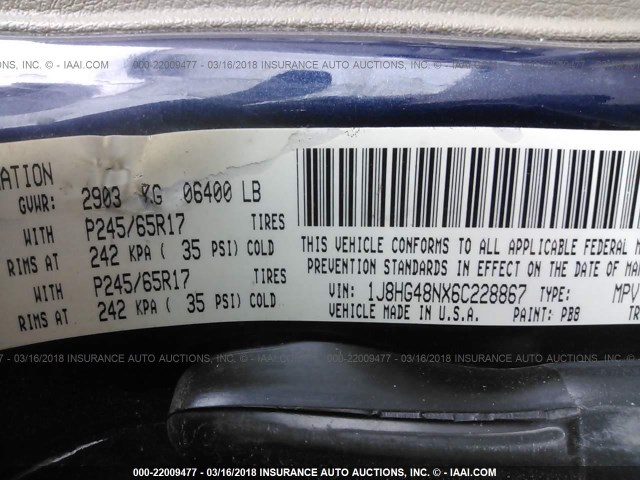 000-22009477 - 03/16/2018 INSURANCE AUTO AUCTIONS, INC. - © IAAI.COM
000-22009477 - 03/16/2018 INSURANCE AUTO AUCTIONS, INC. - © IAAI.COM
ATION
GVWR: 2903 KG 06400 LB
WITH P245/65R17 TIRES
RIMS AT 242 KPA ( 35 PSI) COLD
WITH P245/65R17 TIRES
RIMS AT 242 KPA ( 35 PSI) COLD
THIS VEHICLE CONFORMS TO ALL APPLICABLE FEDERAL
PREVENTION STANDARDS IN EFFECT ON THE DATE OF
VIN: 1J8HG48NX6C228867 TYPE: MPV
VEHICLE MADE IN U.S.A. PAINT: PB8 TR
000-22009477 - 03/16/2018 INSURANCE AUTO AUCTIONS, INC. - © IAAI.COM
000-22009477 - 03/16/2018 INSURANCE AUTO AUCTIONS, INC. - © IAAI.COM